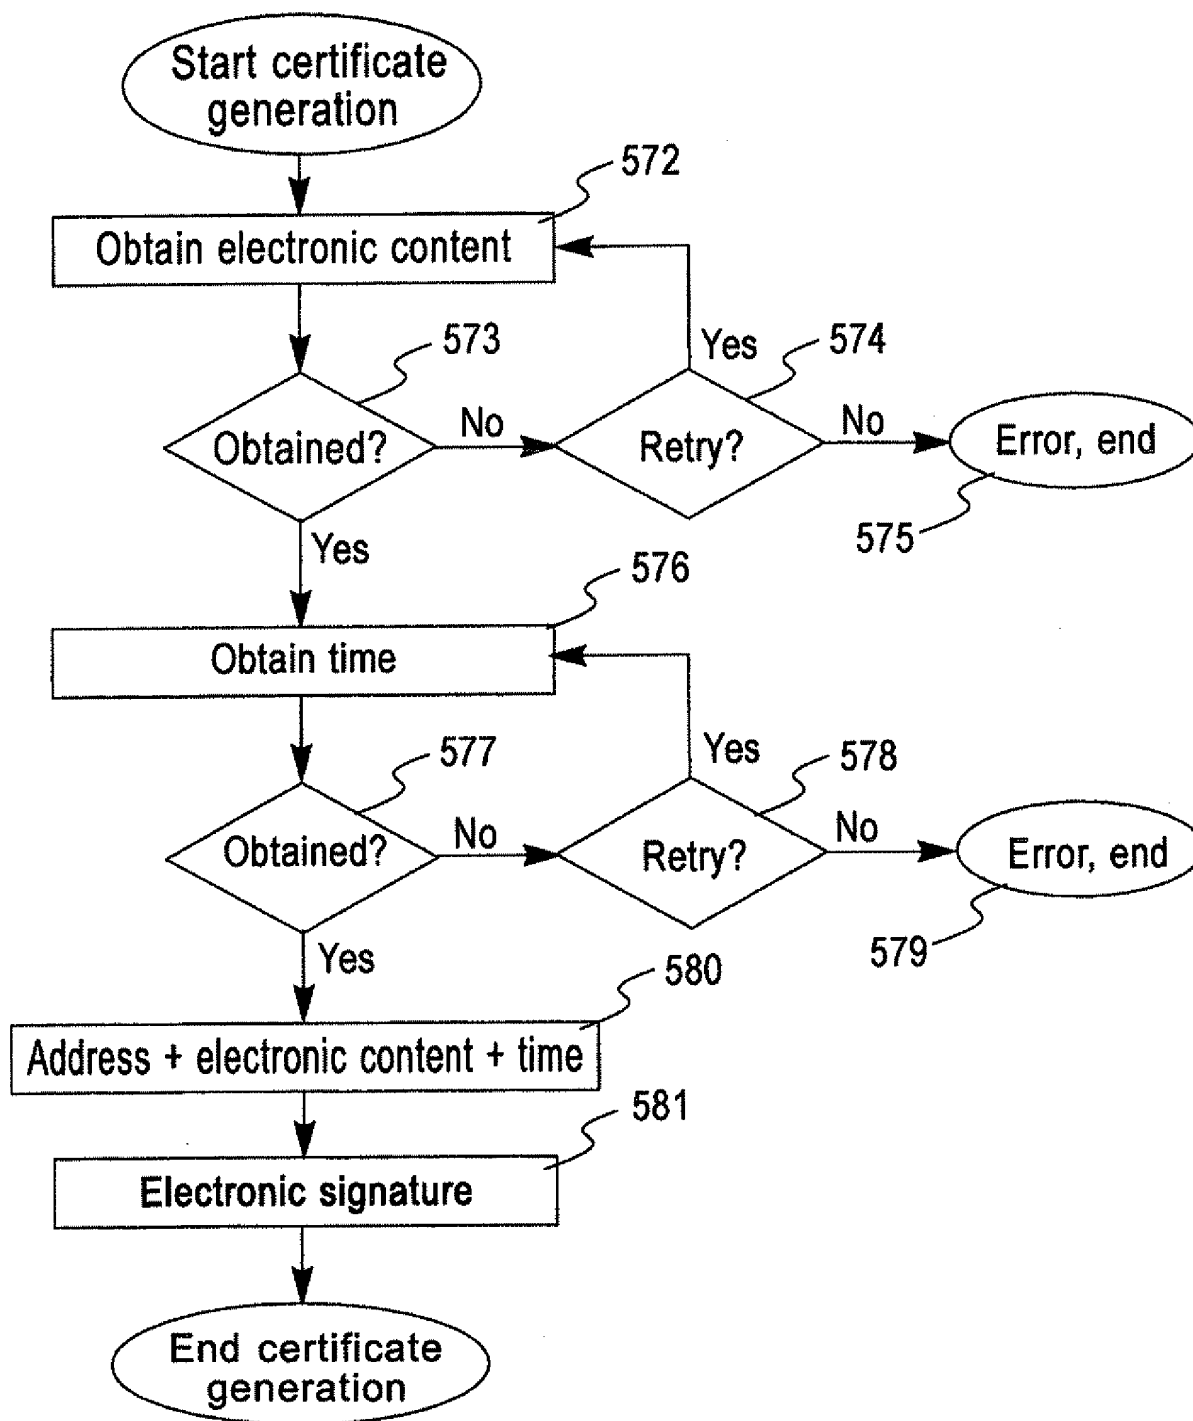 Start certificate
generation
572
Obtain electronic content
573
Yes
574
Obtained?
No
Retry?
No
Error, end
575
Yes
576
Obtain time
577
Yes
578
Obtained?
No
Retry?
No
Error, end
579
Yes
580
Address + electronic content + time
581
Electronic signature
End certificate
generation